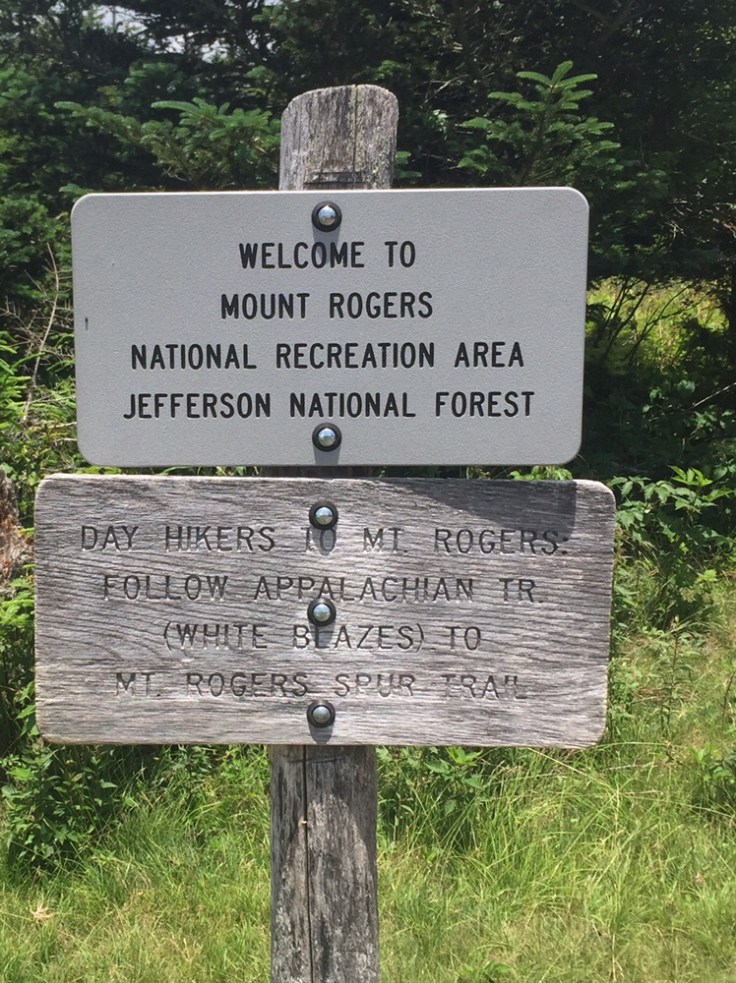 WELCOME TO
MOUNT ROGERS
NATIONAL RECREATION AREA
JEFFERSON NATIONAL FOREST
DAY HIKERS TO MT. ROGERS:
FOLLOW APPALACHIAN TR.
(WHITE BLAZES) TO
MT. ROGERS SPUR TRAIL